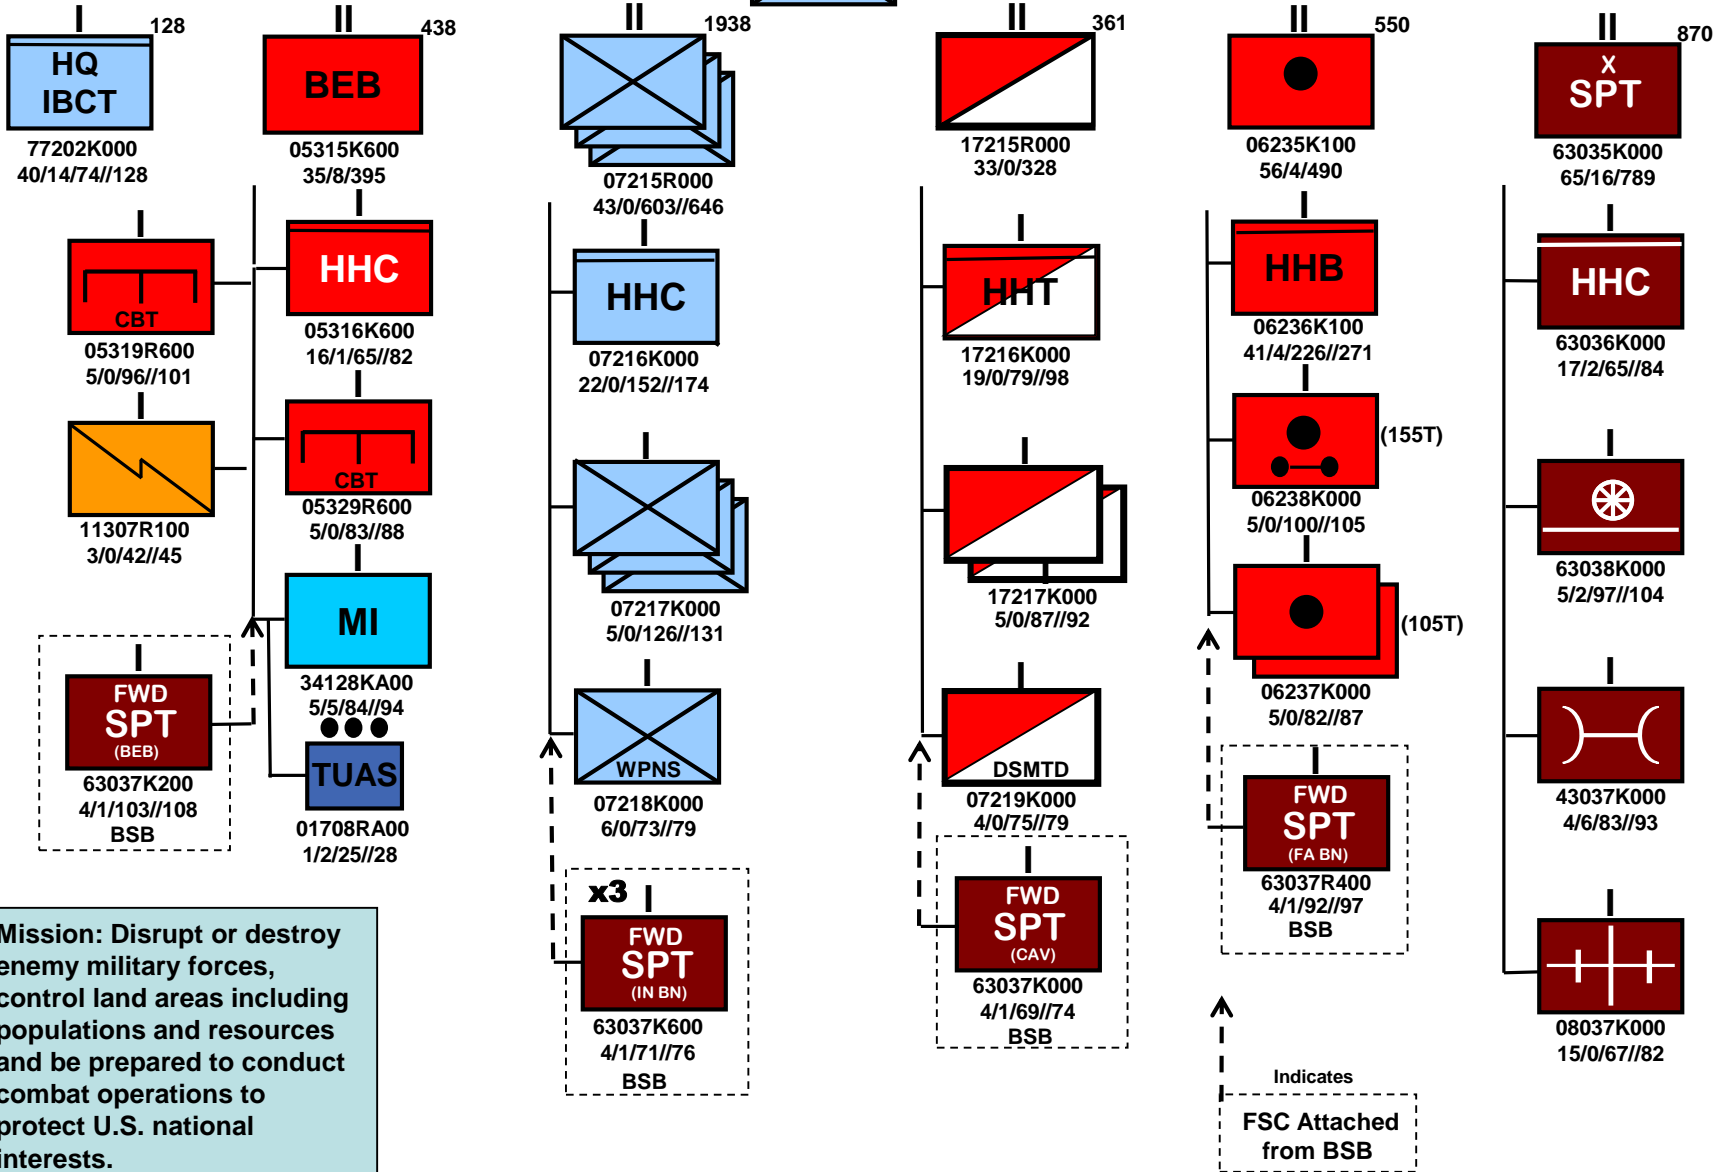 128
HQ
IBCT
77202K000
40/14/74//128
438
BEB
05315K600
35/8/395
HHC
05316K600
16/1/65//82
CBT
05319R600
5/0/96//101
CBT
05329R600
5/0/83//88
11307R100
3/0/42//45
MI
34128KA00
5/5/84//94
TUAS
01708RA00
1/2/25//28
FWD
SPT
(BEB)
63037K200
4/1/103//108
BSB
1938
07215R000
43/0/603//646
HHC
07216K000
22/0/152//174
07217K000
5/0/126//131
WPNS
07218K000
6/0/73//79
x3
FWD
SPT
(IN BN)
63037K600
4/1/71//76
BSB
361
17215R000
33/0/328
HHT
17216K000
19/0/79//98
17217K000
5/0/87//92
DSMTD
07219K000
4/0/75//79
FWD
SPT
(CAV)
63037K000
4/1/69//74
BSB
550
06235K100
56/4/490
HHB
06236K100
41/4/226//271
(155T)
06238K000
5/0/100//105
(105T)
06237K000
5/0/82//87
FWD
SPT
(FA BN)
63037R400
4/1/92//97
BSB
870
X
SPT
63035K000
65/16/789
HHC
63036K000
17/2/65//84
63038K000
5/2/97//104
43037K000
4/6/83//93
08037K000
15/0/67//82
Mission: Disrupt or destroy
enemy military forces,
control land areas including
populations and resources
and be prepared to conduct
combat operations to
protect U.S. national
interests.
Indicates
FSC Attached
from BSB